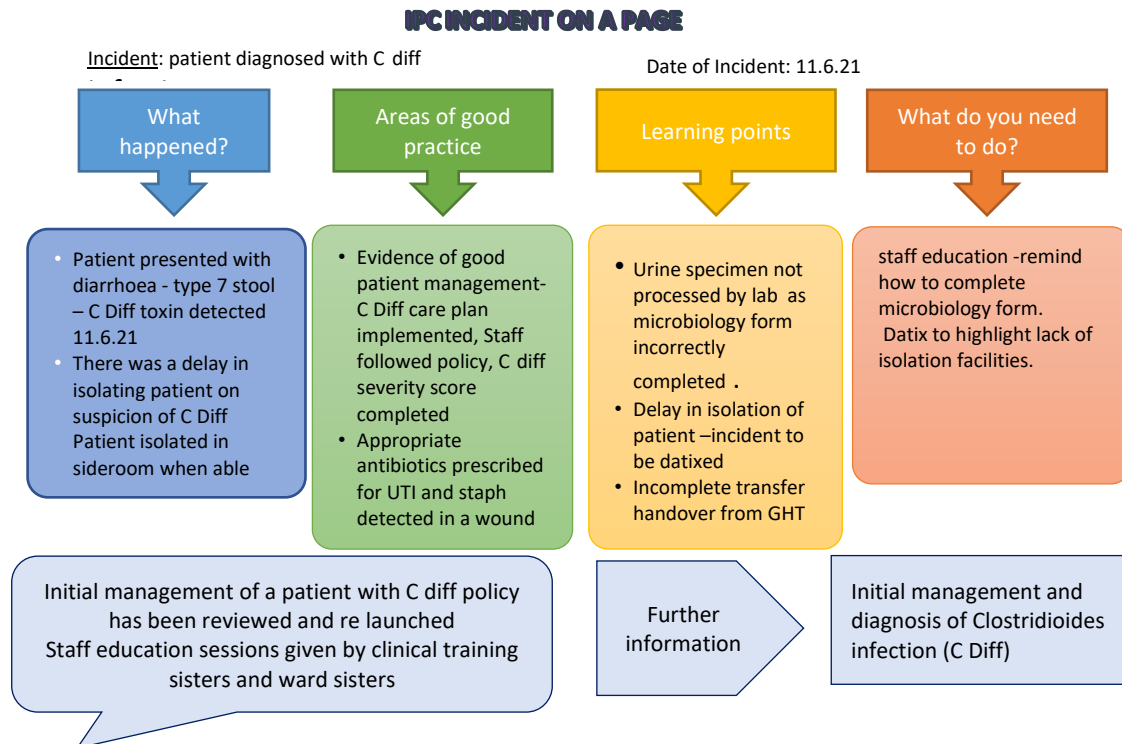 IPC INCIDENT ON A PAGE
Incident: patient diagnosed with C diff
Date of Incident: 11.6.21
What
happened?
• Patient presented with
diarrhoea - type 7 stool
– C Diff toxin detected
11.6.21
• There was a delay in
isolating patient on
suspicion of C Diff
Patient isolated in
sideroom when able
Areas of good
practice
• Evidence of good
patient management-
C Diff care plan
implemented, Staff
followed policy, C diff
severity score
completed
• Appropriate
antibiotics prescribed
for UTI and staph
detected in a wound
Learning points
• Urine specimen not
processed by lab as
microbiology form
incorrectly
completed .
• Delay in isolation of
patient –incident to
be datixed
• Incomplete transfer
handover from GHT
What do you need
to do?
staff education -remind
how to complete
microbiology form.
Datix to highlight lack of
isolation facilities.
Initial management of a patient with C diff policy
has been reviewed and re launched
Staff education sessions given by clinical training
sisters and ward sisters
Further
information
Initial management and
diagnosis of Clostridioides
infection (C Diff)